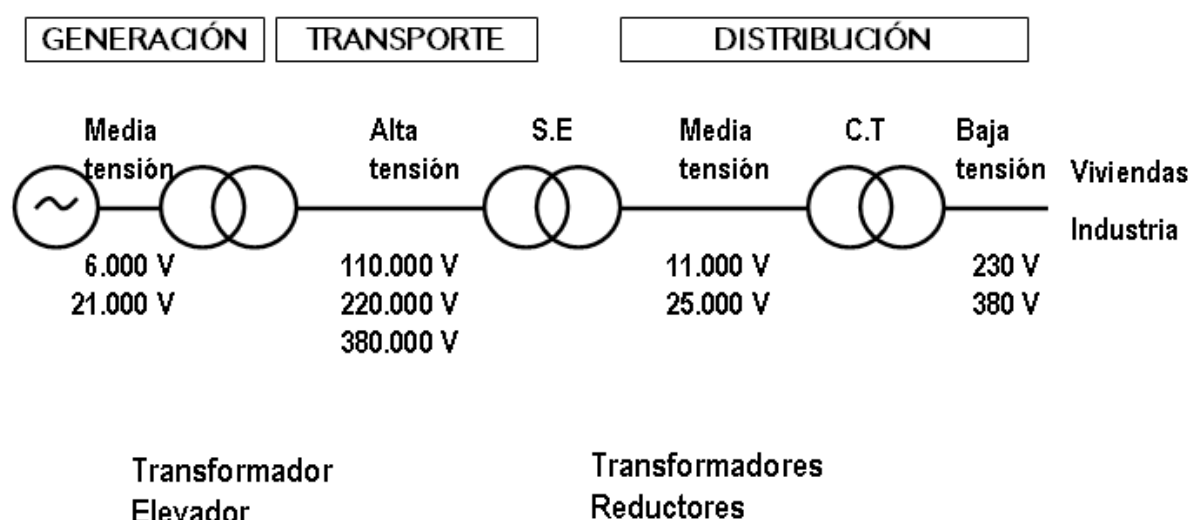 GENERACIÓN
TRANSPORTE
DISTRIBUCIÓN
Media
tensión
Alta
tensión
S.E
Media
tensión
C.T
Baja
tensión
Viviendas
Industria
6.000 V
21.000 V
110.000 V
220.000 V
380.000 V
11.000 V
25.000 V
230 V
380 V
Transformador
Elevador
Transformadores
Reductores